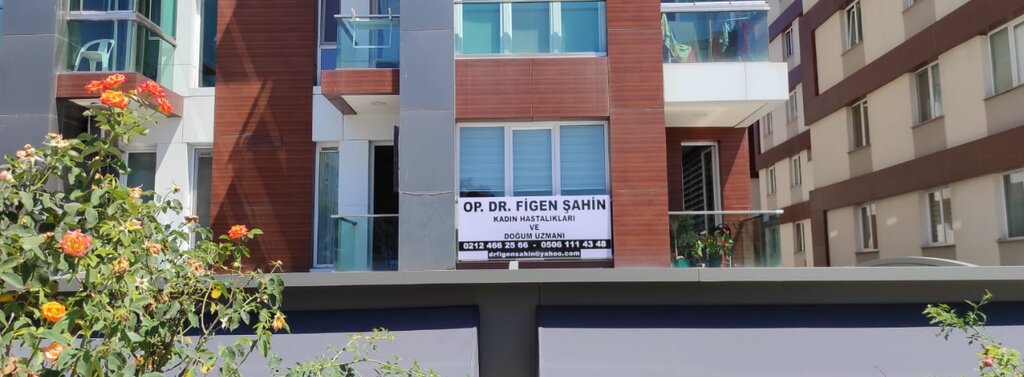 OP. DR. FİGEN ŞAHİN
KADIN HASTALIKLARI
VE
DOĞUM UZMANI
0212 466 25 66 - 0506 111 43 48
drfigensahin@yahoo.com